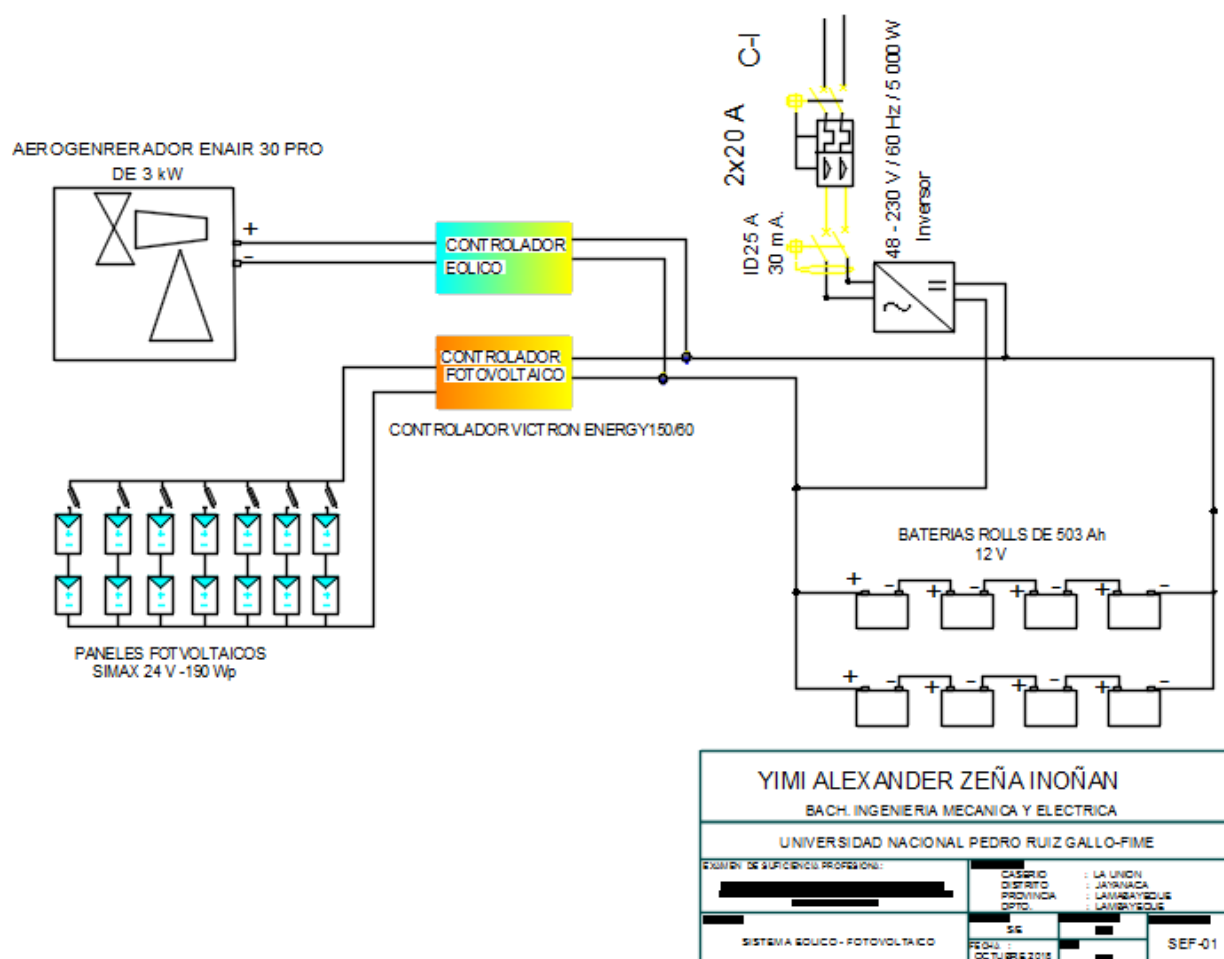 C-I
2x20 A
48 - 230 V / 60 Hz / 5 000 W
Inversor
ID25 A
30 m A.
AEROGENRERADOR ENAIR 30 PRO
DE 3 kW
+
-
CONTROLADOR
EOLICO
CONTROLADOR
FOTOVOLTAICO
CONTROLADOR VICTRON ENERGY150/60
PANELES FOTVOLTAICOS
SIMAX 24 V -190 Wp
BATERIAS ROLLS DE 503 Ah
12 V
+ - + - + - + -
+ - + - + - + -
YIMI ALEXANDER ZEÑA INOÑAN
BACH. INGENIERIA MECANICA Y ELECTRICA
UNIVERSIDAD NACIONAL PEDRO RUIZ GALLO-FIME
EXAMEN DE SUFICIENCIA PROFESIONAL:
CASERIO : LA UNION
DISTRITO : JAYANACA
PROVINCIA : LAMBAYEQUE
DPTO. : LAMBAYEQUE
SISTEMA EOLICO - FOTOVOLTAICO
S/E
FECHA :
OCTUBRE 2018
SEF-01